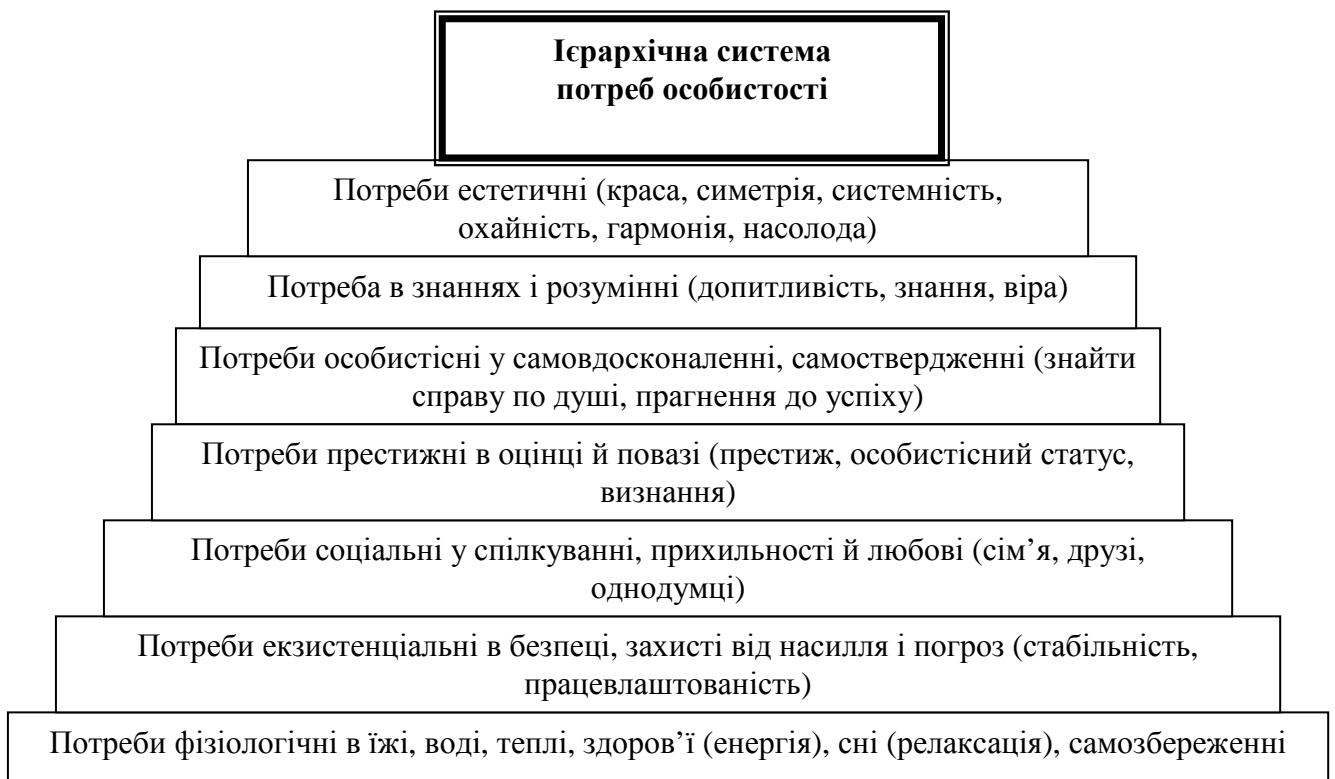 Ієрархічна система
потреб особистості
Потреби естетичні (краса, симетрія, системність,
охайність, гармонія, насолода)
Потреба в знаннях і розумінні (допитливість, знання, віра)
Потреби особистісні у самовдосконаленні, самоствердженні (знайти
справу по душі, прагнення до успіху)
Потреби престижні в оцінці й повазі (престиж, особистісний статус,
визнання)
Потреби соціальні у спілкуванні, прихильності й любові (сім’я, друзі,
однодумці)
Потреби екзистенціальні в безпеці, захисті від насилля і погроз (стабільність,
працевлаштованість)
Потреби фізіологічні в їжі, воді, теплі, здоров’ї (енергія), сні (релаксація), самозбереженні